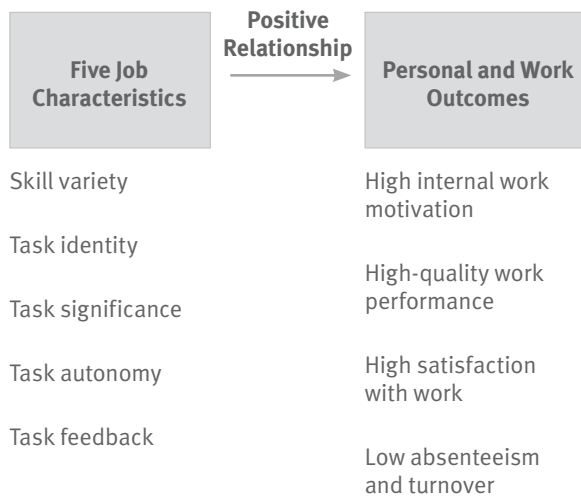 Five Job
Characteristics
Positive
Relationship
Personal and Work
Outcomes
Skill variety
Task identity
Task significance
Task autonomy
Task feedback
High internal work
motivation
High-quality work
performance
High satisfaction
with work
Low absenteeism
and turnover